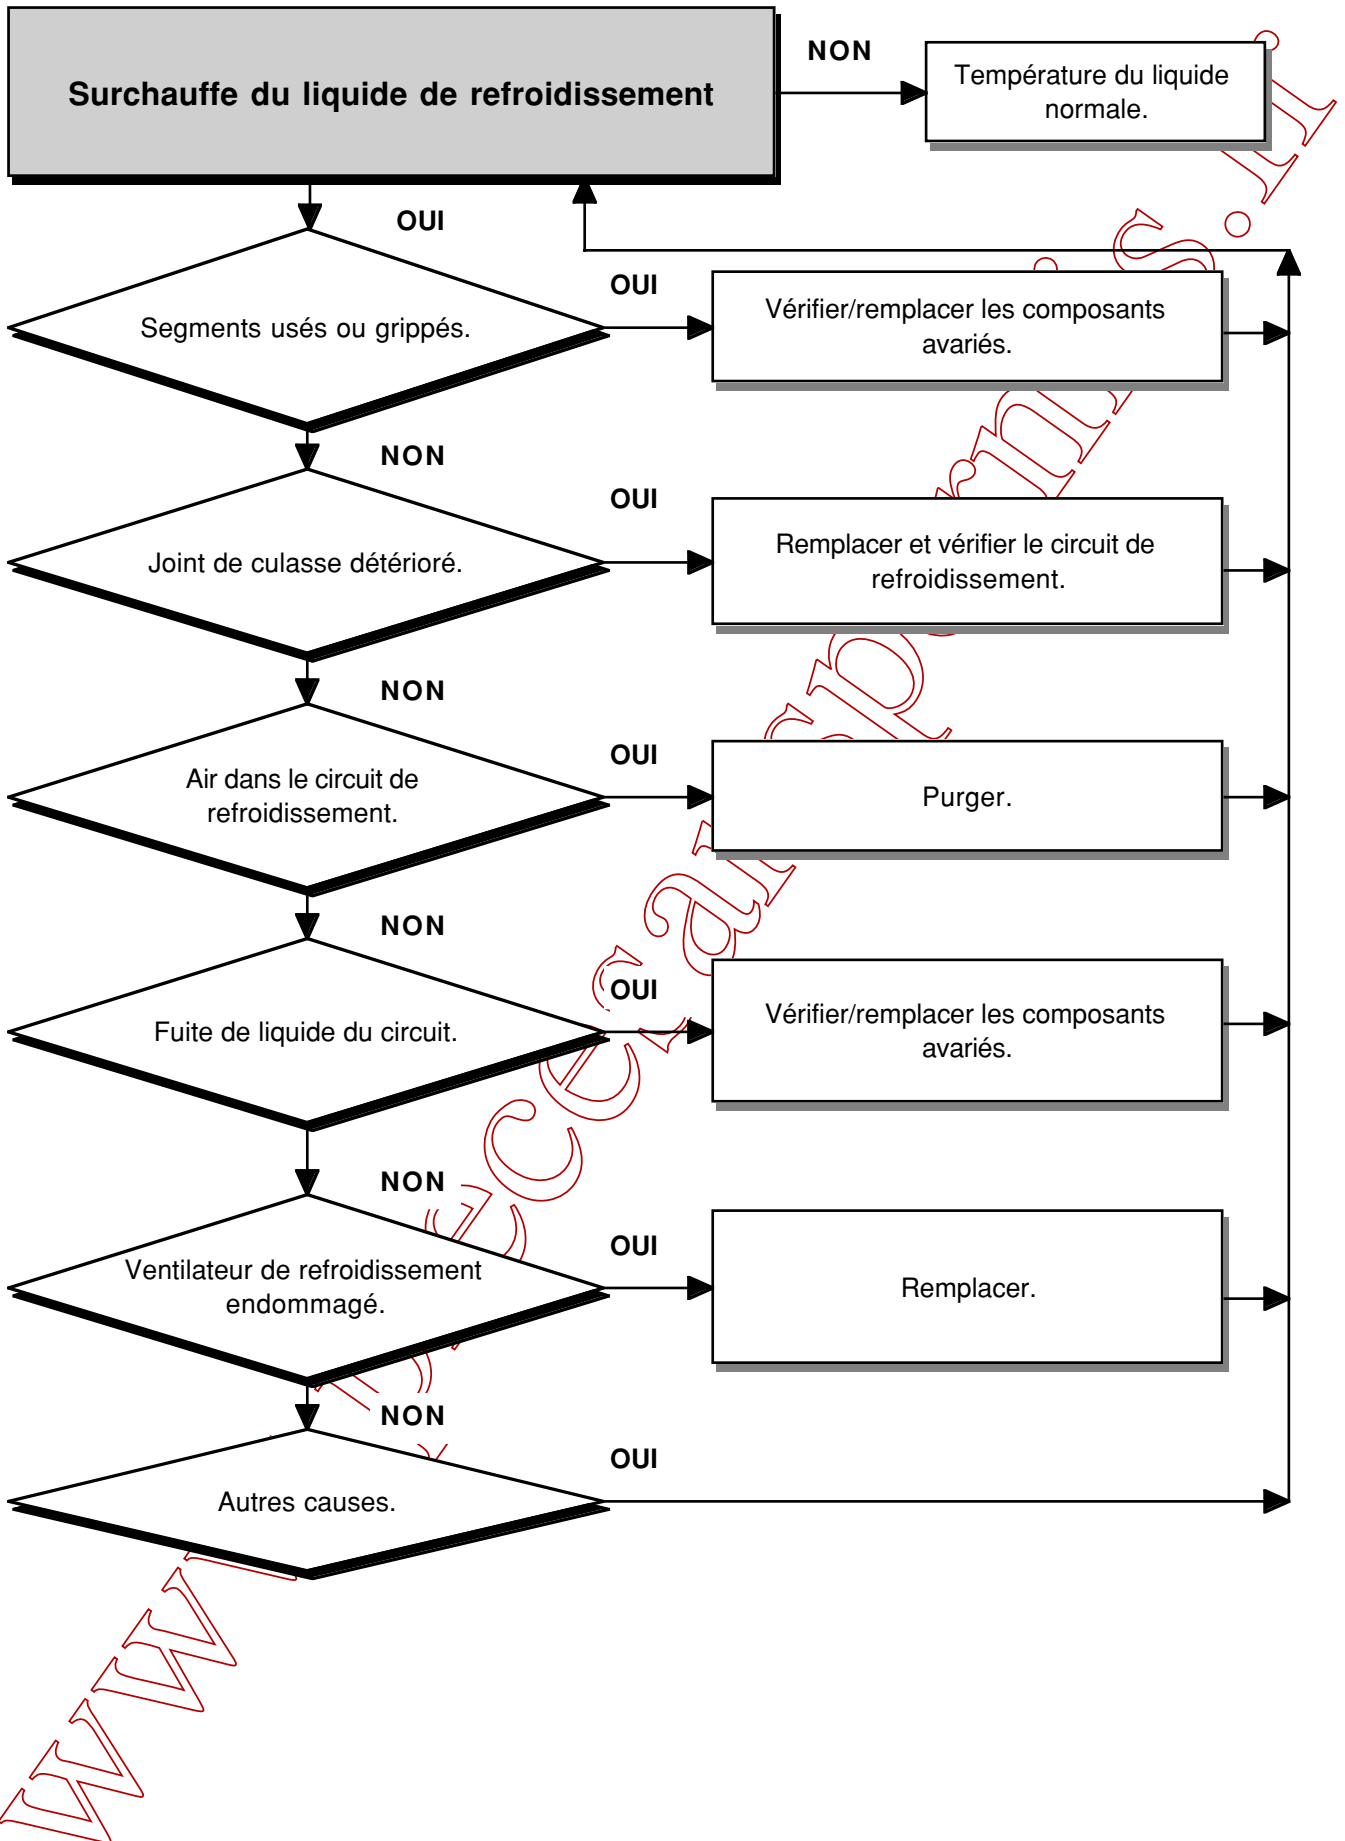 Surchauffe du liquide de refroidissement
NON
Température du liquide
normale.
OUI
Segments usés ou grippés.
OUI
Vérifier/remplacer les composants
avariés.
NON
Joint de culasse détérioré.
OUI
Remplacer et vérifier le circuit de
refroidissement.
NON
Air dans le circuit de
refroidissement.
OUI
Purger.
NON
Fuite de liquide du circuit.
OUI
Vérifier/remplacer les composants
avariés.
NON
Ventilateur de refroidissement
endommagé.
OUI
Remplacer.
NON
Autres causes.
OUI